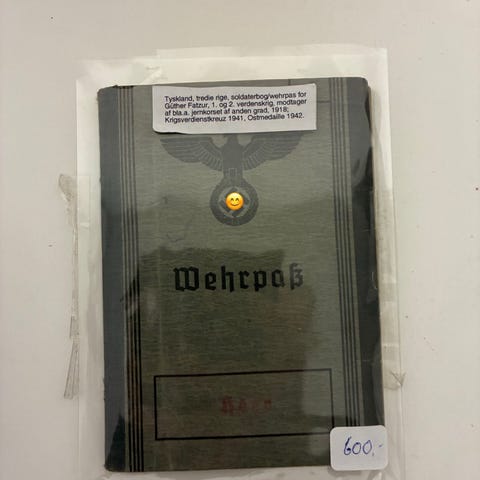 Tyskland, tredie rige, soldaterbog/wehrpas for
Güther Fatzur, 1. og 2. verdenskrig, modtager
af bla.a. jernkorset af anden grad, 1918;
Krigsverdienstkreuz 1941, Ostmedaille 1942.
Wehrpaß
Heer
600,-